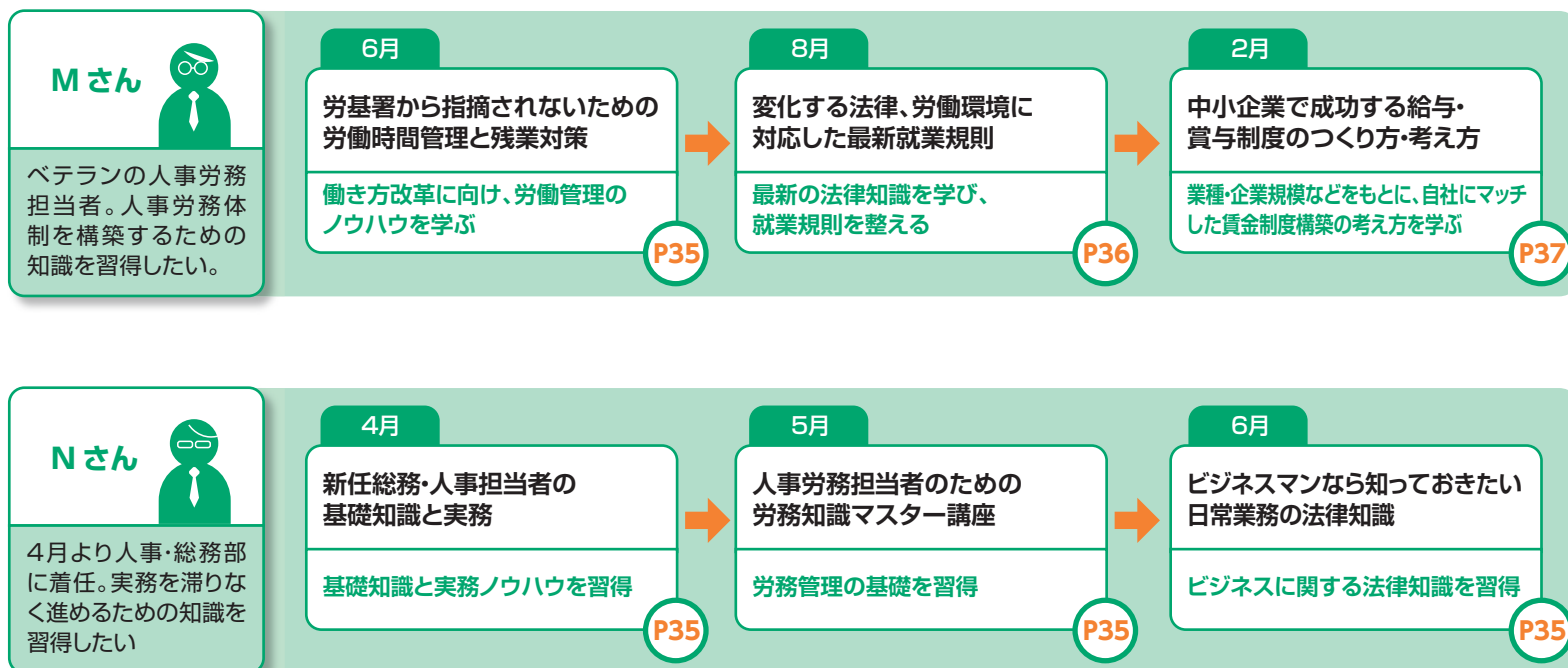 Mさん
ベテランの人事労務
担当者。人事労務体
制を構築するための
知識を習得したい。
6月
労基署から指摘されないための
労働時間管理と残業対策
働き方改革に向け、労働管理の
ノウハウを学ぶ
P35
8月
変化する法律、労働環境に
対応した最新就業規則
最新の法律知識を学び、
就業規則を整える
P36
2月
中小企業で成功する給与・
賞与制度のつくり方・考え方
業種・企業規模などをもとに、自社にマッチ
した賃金制度構築の考え方を学ぶ
P37
Nさん
4月より人事・総務部
に着任。実務を滞りな
く進めるための知識を
習得したい
4月
新任総務・人事担当者の
基礎知識と実務
基礎知識と実務ノウハウを習得
P35
5月
人事労務担当者のための
労務知識マスター講座
労務管理の基礎を習得
P35
6月
ビジネスマンなら知っておきたい
日常業務の法律知識
ビジネスに関する法律知識を習得
P35